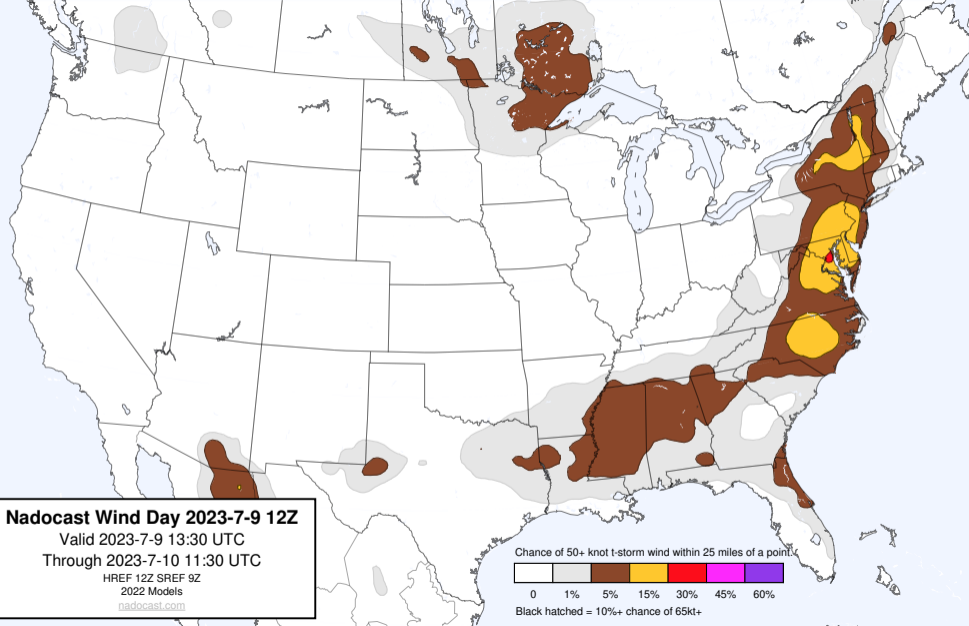 Nadocast Wind Day 2023-7-9 12Z
Valid 2023-7-9 13:30 UTC
Through 2023-7-10 11:30 UTC
HREF 12Z SREF 9Z
2022 Models
nadocast.com
Chance of 50+ knot t-storm wind within 25 miles of a point.
0 1% 5% 15% 30% 45% 60%
Black hatched = 10%+ chance of 65kt+